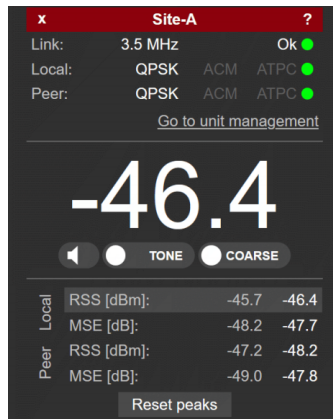 x Site-A ?
Link: 3.5 MHz Ok
Local: QPSK ACM ATPC
Peer: QPSK ACM ATPC
Go to unit management
-46.4
TONE COARSE
Local
RSS [dBm]: -45.7 -46.4
MSE [dB]: -48.2 -47.7
Peer
RSS [dBm]: -47.2 -48.2
MSE [dB]: -49.0 -47.8
Reset peaks